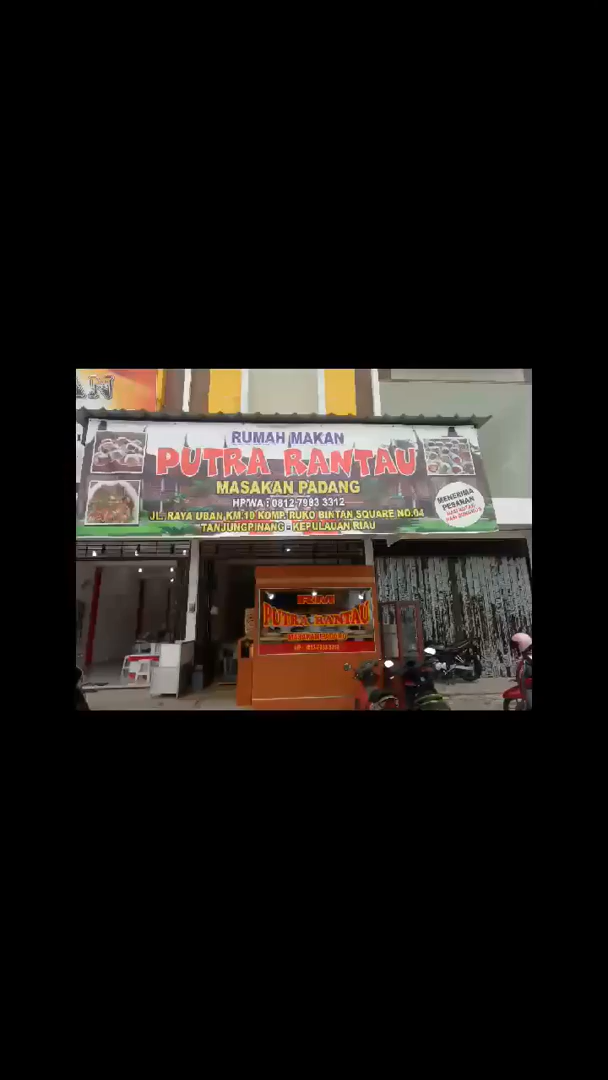 RUMAH MAKAN
PUTRA RANTAU
MASAKAN PADANG
HP/WA : 0812 7993 3312
JL. RAYA UBAN KM.10 KOMP. RUKO BINTAN SQUARE NO.04
TANJUNGPINANG - KEPULAUAN RIAU
MENERIMA
PESANAN
PUTRA RANTAU